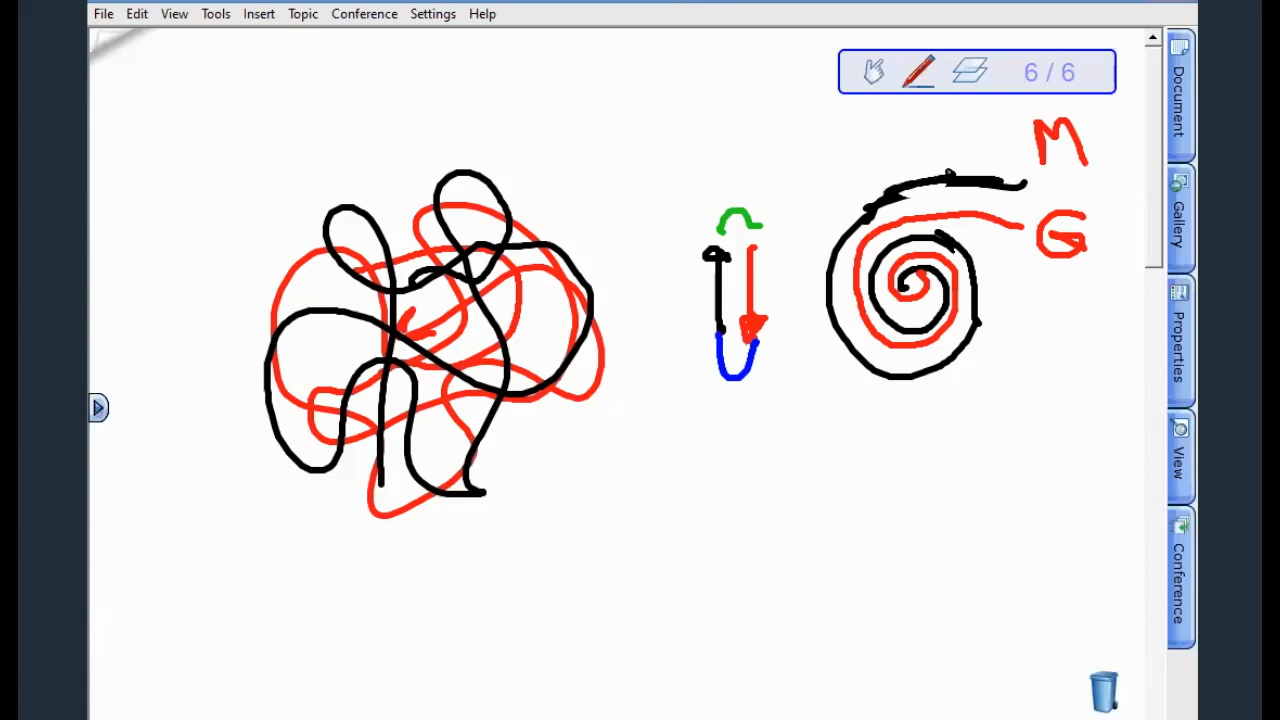 File Edit View Tools Insert Topic Conference Settings Help
6 / 6
M
G
Document
Gallery
Properties
View
Conference